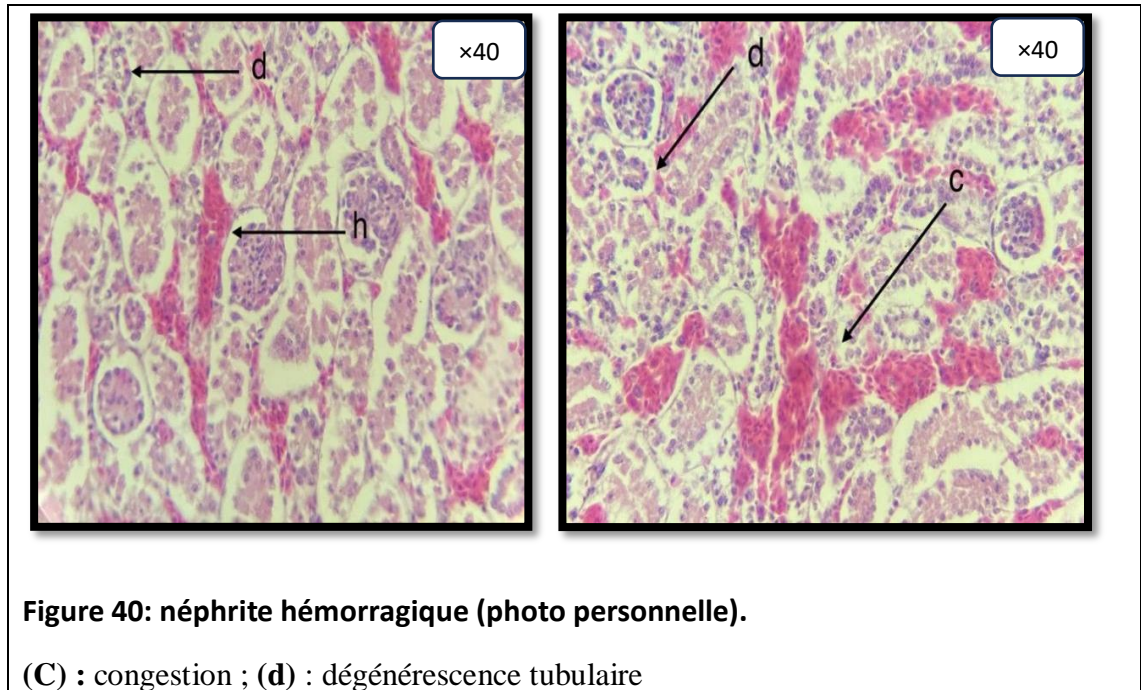 ×40
d
h
×40
d
c
Figure 40: néphrite hémorragique (photo personnelle).
(C) : congestion ; (d) : dégénérescence tubulaire